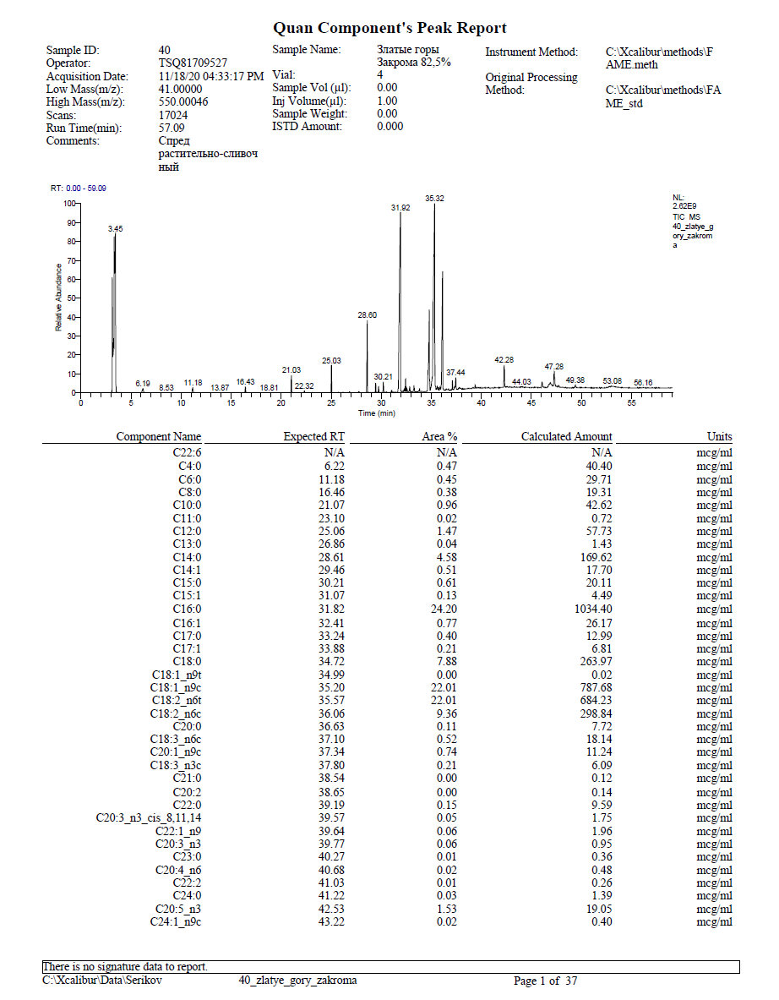 Quan Component's Peak Report
Sample ID: 40
Operator: TSQ81709527
Acquisition Date: 11/18/20 04:33:17 PM
Low Mass(m/z): 41.00000
High Mass(m/z): 550.00046
Scans: 17024
Run Time(min): 57.09
Comments: Спред
растительно-сливоч
ный
Sample Name: Златые горы
Закрома 82,5%
Vial: 4
Sample Vol (µl): 0.00
Inj Volume(µl): 1.00
Sample Weight: 0.00
ISTD Amount: 0.000
Instrument Method: C:\Xcalibur\methods\F
AME.meth
Original Processing
Method: C:\Xcalibur\methods\FA
ME_std
RT: 0.00 - 59.09
NL:
2.62E9
TIC MS
40_zlatye_g
ory_zakrom
a
Relative Abundance
100
90
80
70
60
50
40
30
20
10
0
3.45
6.19
8.53
11.18
13.87
16.43
18.81
21.03
22.32
25.03
28.60
30.21
31.92
35.32
37.44
42.28
44.03
47.28
49.38
53.08
56.16
0 5 10 15 20 25 30 35 40 45 50 55
Time (min)
Component Name Expected RT Area % Calculated Amount Units
C22:6 N/A N/A N/A mcg/ml
C4:0 6.22 0.47 40.40 mcg/ml
C6:0 11.18 0.45 29.71 mcg/ml
C8:0 16.46 0.38 19.31 mcg/ml
C10:0 21.07 0.96 42.62 mcg/ml
C11:0 23.10 0.02 0.72 mcg/ml
C12:0 25.06 1.47 57.73 mcg/ml
C13:0 26.86 0.04 1.43 mcg/ml
C14:0 28.61 4.58 169.62 mcg/ml
C14:1 29.46 0.51 17.70 mcg/ml
C15:0 30.21 0.61 20.11 mcg/ml
C15:1 31.07 0.13 4.49 mcg/ml
C16:0 31.82 24.20 1034.40 mcg/ml
C16:1 32.41 0.77 26.17 mcg/ml
C17:0 33.24 0.40 12.99 mcg/ml
C17:1 33.88 0.21 6.81 mcg/ml
C18:0 34.72 7.88 263.97 mcg/ml
C18:1_n9t 34.99 0.00 0.02 mcg/ml
C18:1_n9c 35.20 22.01 787.68 mcg/ml
C18:2_n6t 35.57 22.01 684.23 mcg/ml
C18:2_n6c 36.06 9.36 298.84 mcg/ml
C20:0 36.63 0.11 7.72 mcg/ml
C18:3_n6c 37.10 0.52 18.14 mcg/ml
C20:1_n9c 37.34 0.74 11.24 mcg/ml
C18:3_n3c 37.80 0.21 6.09 mcg/ml
C21:0 38.54 0.00 0.12 mcg/ml
C20:2 38.65 0.00 0.14 mcg/ml
C22:0 39.19 0.15 9.59 mcg/ml
C20:3_n3_cis_8,11,14 39.57 0.05 1.75 mcg/ml
C22:1_n9 39.64 0.06 1.96 mcg/ml
C20:3_n3 39.77 0.06 0.95 mcg/ml
C23:0 40.27 0.01 0.36 mcg/ml
C20:4_n6 40.68 0.02 0.48 mcg/ml
C22:2 41.03 0.01 0.26 mcg/ml
C24:0 41.22 0.03 1.39 mcg/ml
C20:5_n3 42.53 1.53 19.05 mcg/ml
C24:1_n9c 43.22 0.02 0.40 mcg/ml
There is no signature data to report.
C:\Xcalibur\Data\Serikov 40_zlatye_gory_zakroma Page 1 of 37